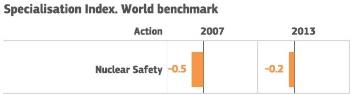 Specialisation Index. World benchmark
Action 2007 2013
Nuclear Safety -0.5 -0.2